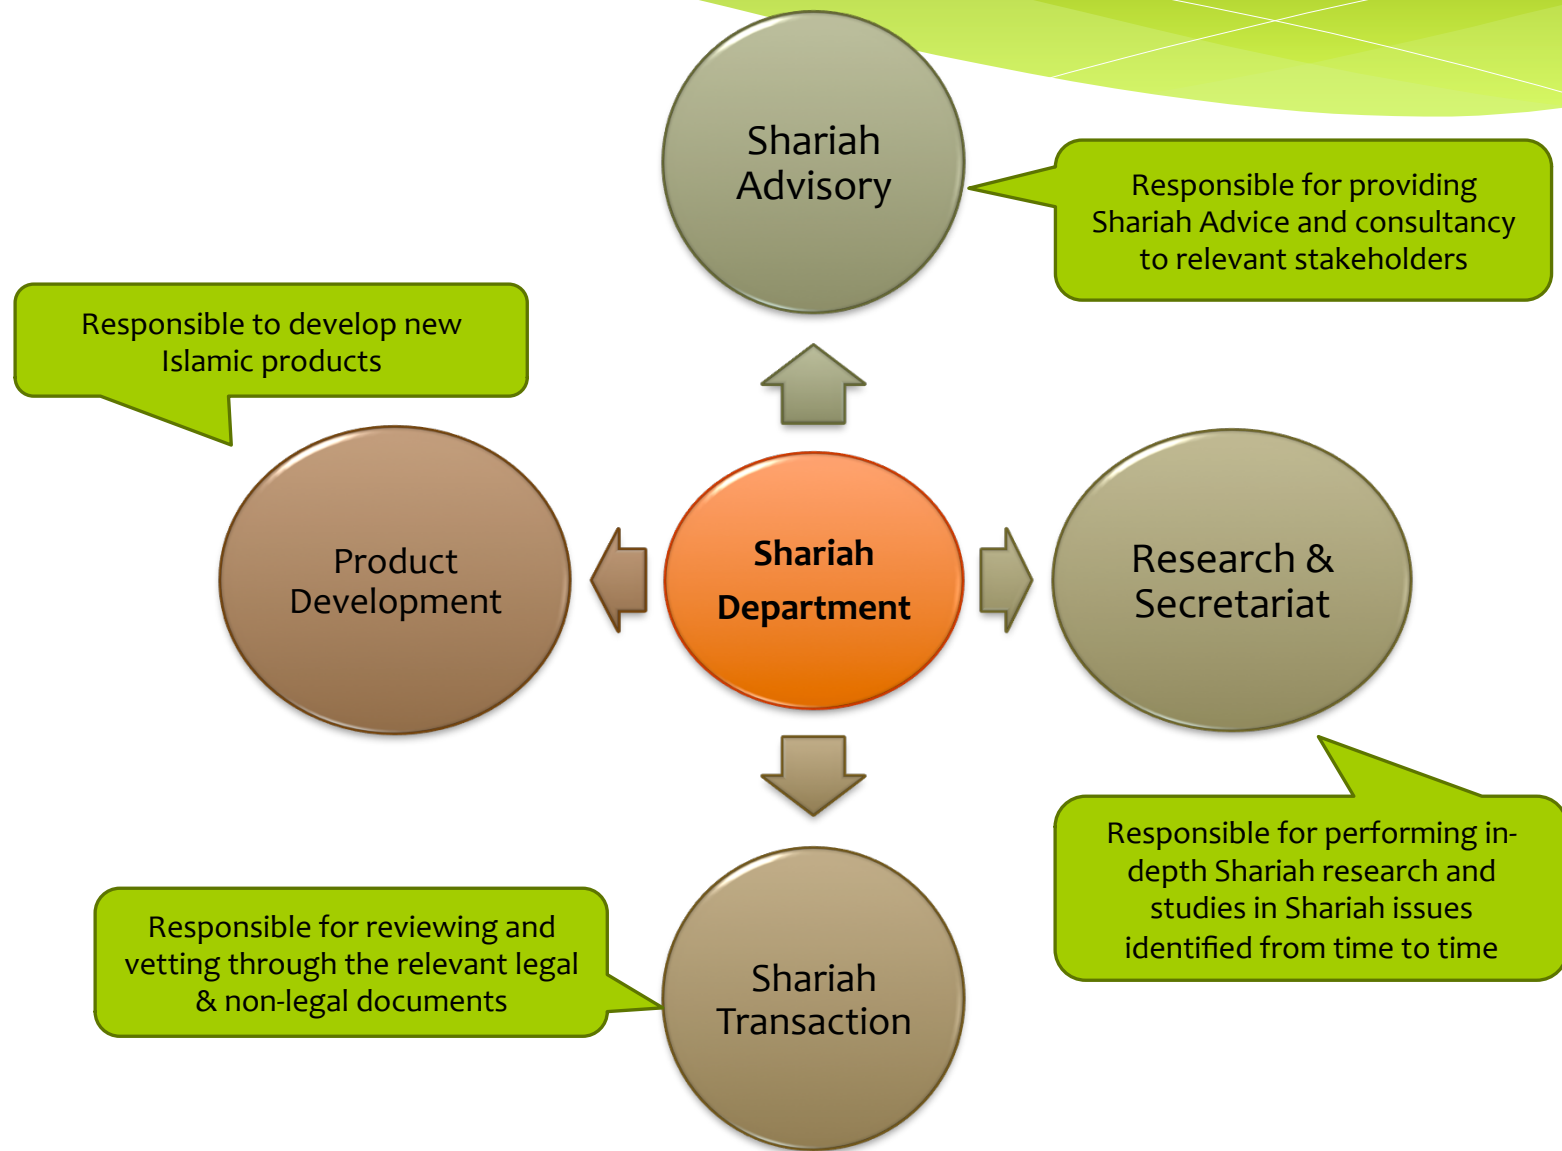 Shariah
Advisory
Responsible for providing
Shariah Advice and consultancy
to relevant stakeholders
Responsible to develop new
Islamic products
Product
Development
Shariah
Department
Research &
Secretariat
Responsible for performing in-
depth Shariah research and
studies in Shariah issues
identified from time to time
Responsible for reviewing and
vetting through the relevant legal
& non-legal documents
Shariah
Transaction